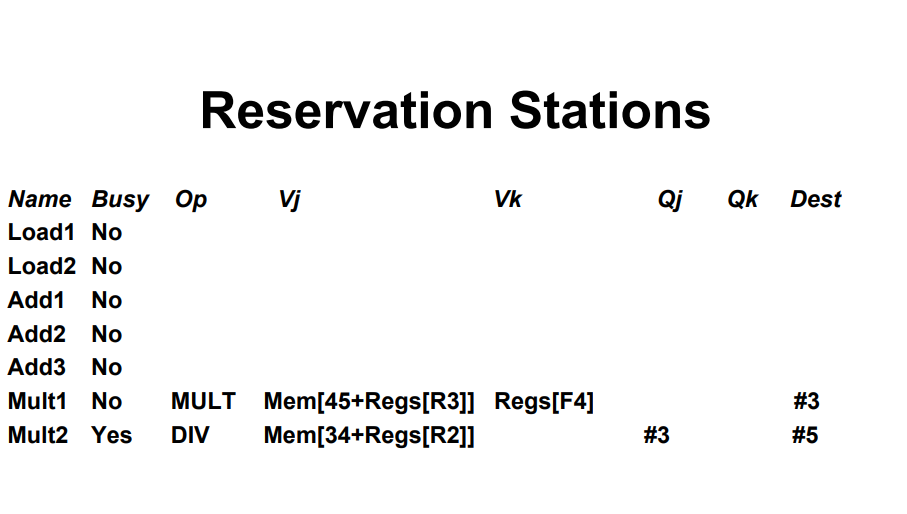 Reservation Stations
Name Busy Op Vj Vk Qj Qk Dest
Load1 No
Load2 No
Add1 No
Add2 No
Add3 No
Mult1 No MULT Mem[45+Regs[R3]] Regs[F4] #3
Mult2 Yes DIV Mem[34+Regs[R2]] #3 #5